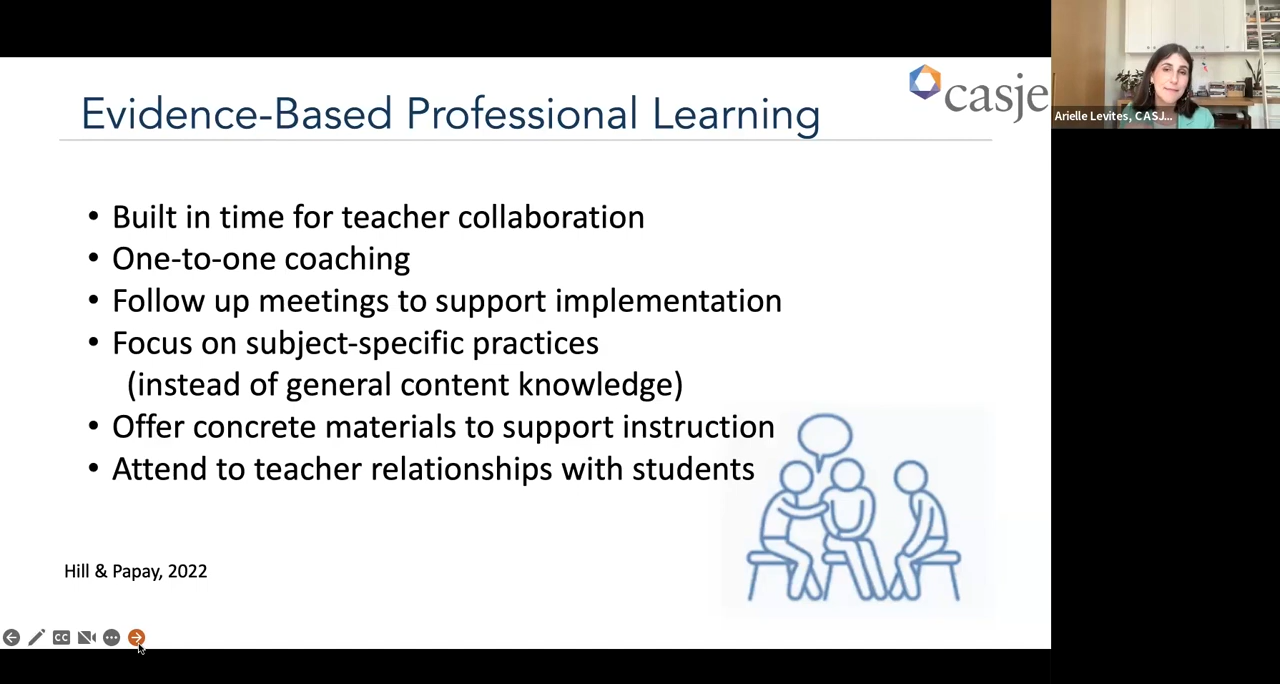 Evidence-Based Professional Learning
casje
Arielle Levites, CASJ...
• Built in time for teacher collaboration
• One-to-one coaching
• Follow up meetings to support implementation
• Focus on subject-specific practices
(instead of general content knowledge)
• Offer concrete materials to support instruction
• Attend to teacher relationships with students
Hill & Papay, 2022
CC